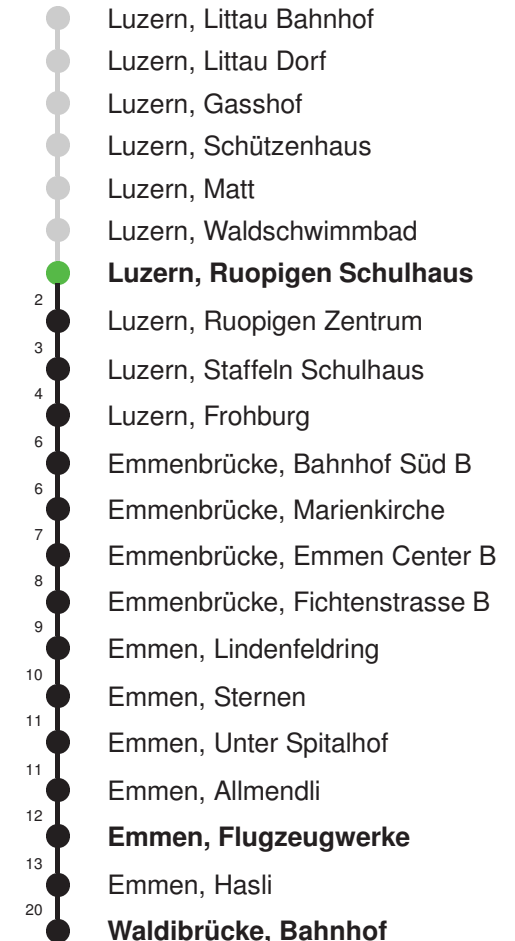 Luzern, Littau Bahnhof
Luzern, Littau Dorf
Luzern, Gasshof
Luzern, Schützenhaus
Luzern, Matt
Luzern, Waldschwimmbad
Luzern, Ruopigen Schulhaus
2 Luzern, Ruopigen Zentrum
3 Luzern, Staffeln Schulhaus
4 Luzern, Frohburg
6 Emmenbrücke, Bahnhof Süd B
6 Emmenbrücke, Marienkirche
7 Emmenbrücke, Emmen Center B
8 Emmenbrücke, Fichtenstrasse B
9 Emmen, Lindenfeldring
10 Emmen, Sternen
11 Emmen, Unter Spitalhof
11 Emmen, Allmendli
12 Emmen, Flugzeugwerke
13 Emmen, Hasli
20 Waldibrücke, Bahnhof